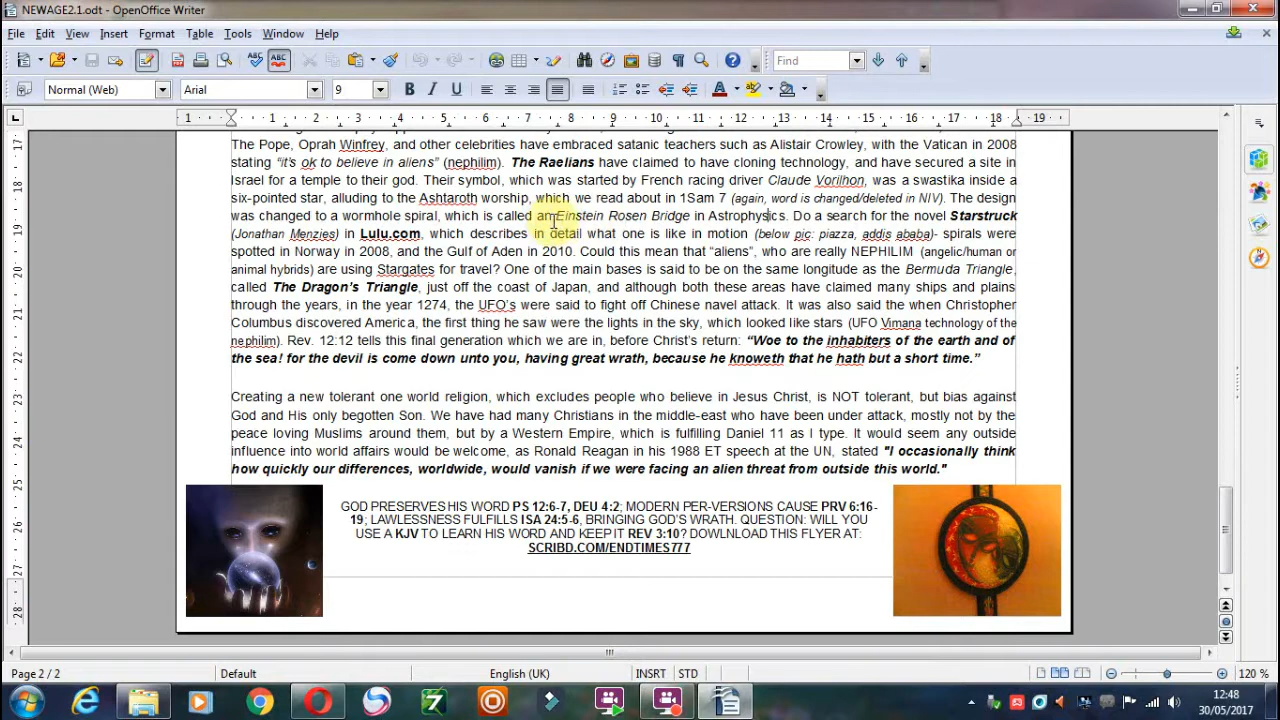 NEWAGE2.1.odt - OpenOffice Writer
File Edit View Insert Format Table Tools Window Help
Find
Normal (Web) Arial 9
1 1 2 3 4 5 6 7 8 9 10 11 12 13 14 15 16 17 18 19
The Pope, Oprah Winfrey, and other celebrities have embraced satanic teachers such as Alistair Crowley, with the Vatican in 2008
stating “it’s ok to believe in aliens” (nephilim). The Raelians have claimed to have cloning technology, and have secured a site in
Israel for a temple to their god. Their symbol, which was started by French racing driver Claude Vorilhon, was a swastika inside a
six-pointed star, alluding to the Ashtaroth worship, which we read about in 1Sam 7 (again, word is changed/deleted in NIV). The design
was changed to a wormhole spiral, which is called an Einstein Rosen Bridge in Astrophysics. Do a search for the novel Starstruck
(Jonathan Menzies) in Lulu.com, which describes in detail what one is like in motion (below pic: piazza, addis ababa)- spirals were
spotted in Norway in 2008, and the Gulf of Aden in 2010. Could this mean that “aliens”, who are really NEPHILIM (angelic/human or
animal hybrids) are using Stargates for travel? One of the main bases is said to be on the same longitude as the Bermuda Triangle,
called The Dragon’s Triangle, just off the coast of Japan, and although both these areas have claimed many ships and plains
through the years, in the year 1274, the UFO’s were said to fight off Chinese navel attack. It was also said the when Christopher
Columbus discovered America, the first thing he saw were the lights in the sky, which looked like stars (UFO Vimana technology of the
nephilim). Rev. 12:12 tells this final generation which we are in, before Christ’s return: “Woe to the inhabiters of the earth and of
the sea! for the devil is come down unto you, having great wrath, because he knoweth that he hath but a short time.”
Creating a new tolerant one world religion, which excludes people who believe in Jesus Christ, is NOT tolerant, but bias against
God and His only begotten Son. We have had many Christians in the middle-east who have been under attack, mostly not by the
peace loving Muslims around them, but by a Western Empire, which is fulfilling Daniel 11 as I type. It would seem any outside
influence into world affairs would be welcome, as Ronald Reagan in his 1988 ET speech at the UN, stated "I occasionally think
how quickly our differences, worldwide, would vanish if we were facing an alien threat from outside this world."
GOD PRESERVES HIS WORD PS 12:6-7, DEU 4:2; MODERN PER-VERSIONS CAUSE PRV 6:16-
19; LAWLESSNESS FULFILLS ISA 24:5-6, BRINGING GOD’S WRATH. QUESTION: WILL YOU
USE A KJV TO LEARN HIS WORD AND KEEP IT REV 3:10? DOWLNLOAD THIS FLYER AT:
SCRIBD.COM/ENDTIMES777
Page 2 / 2 Default English (UK) INSRT STD 120 %
12:48
30/05/2017